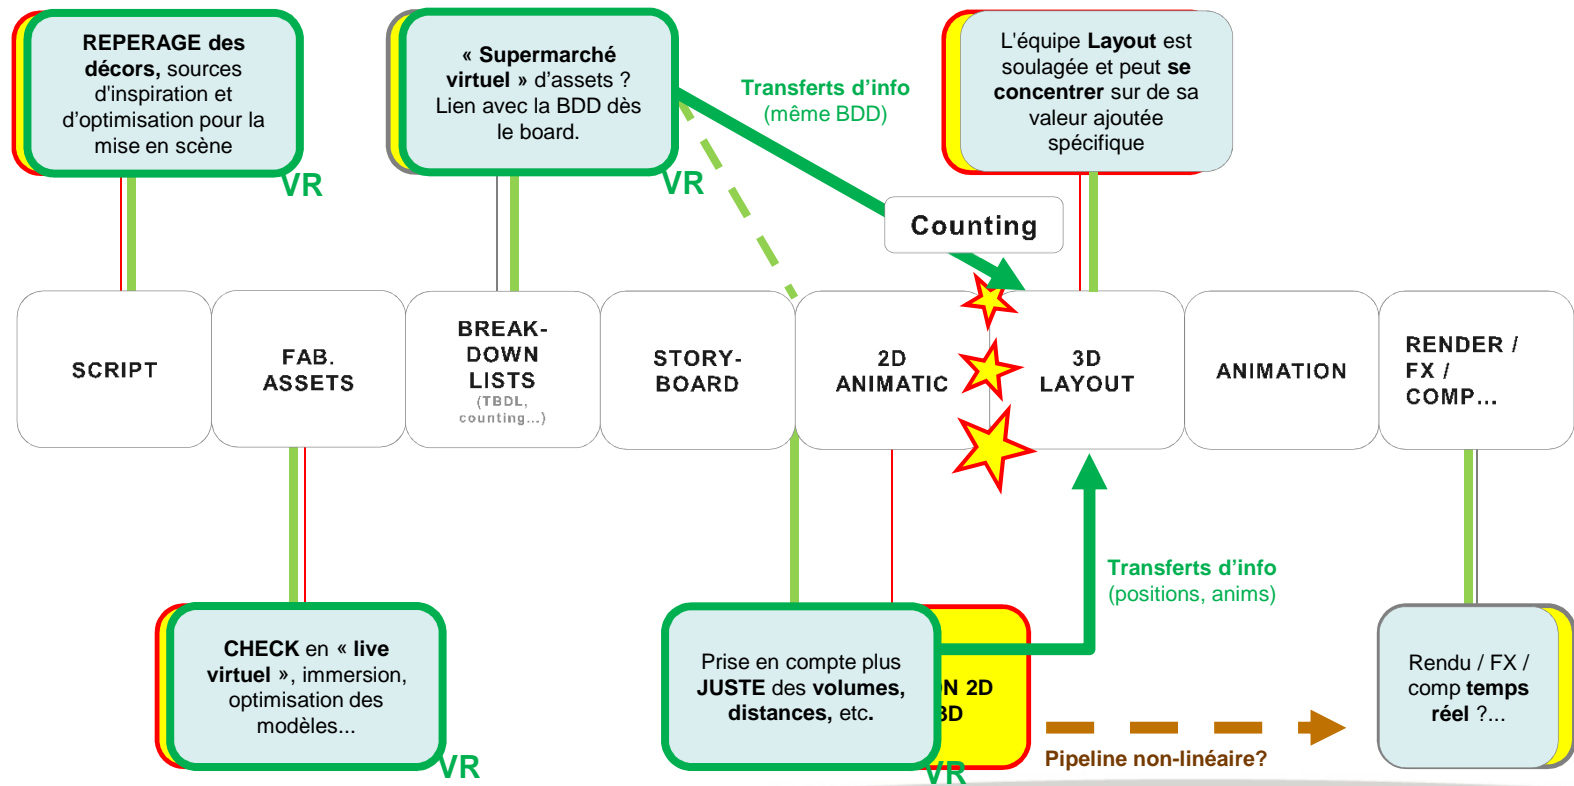 REPERAGE des
décors, sources
d'inspiration et
d'optimisation pour la
mise en scène
VR
« Supermarché
virtuel » d'assets ?
Lien avec la BDD dès
le board.
VR
Transferts d'info
(même BDD)
L'équipe Layout est
soulagée et peut se
concentrer sur de sa
valeur ajoutée
spécifique
Counting
SCRIPT
FAB.
ASSETS
BREAK-
DOWN
LISTS
(TBDL,
counting...)
STORY-
BOARD
2D
ANIMATIC
3D
LAYOUT
ANIMATION
RENDER /
FX /
COMP...
CHECK en « live
virtuel », immersion,
optimisation des
modèles...
VR
Prise en compte plus
JUSTE des volumes,
distances, etc.
VR
2D
Transferts d'info
(positions, anims)
Pipeline non-linéaire?
Rendu / FX /
comp temps
réel ?...